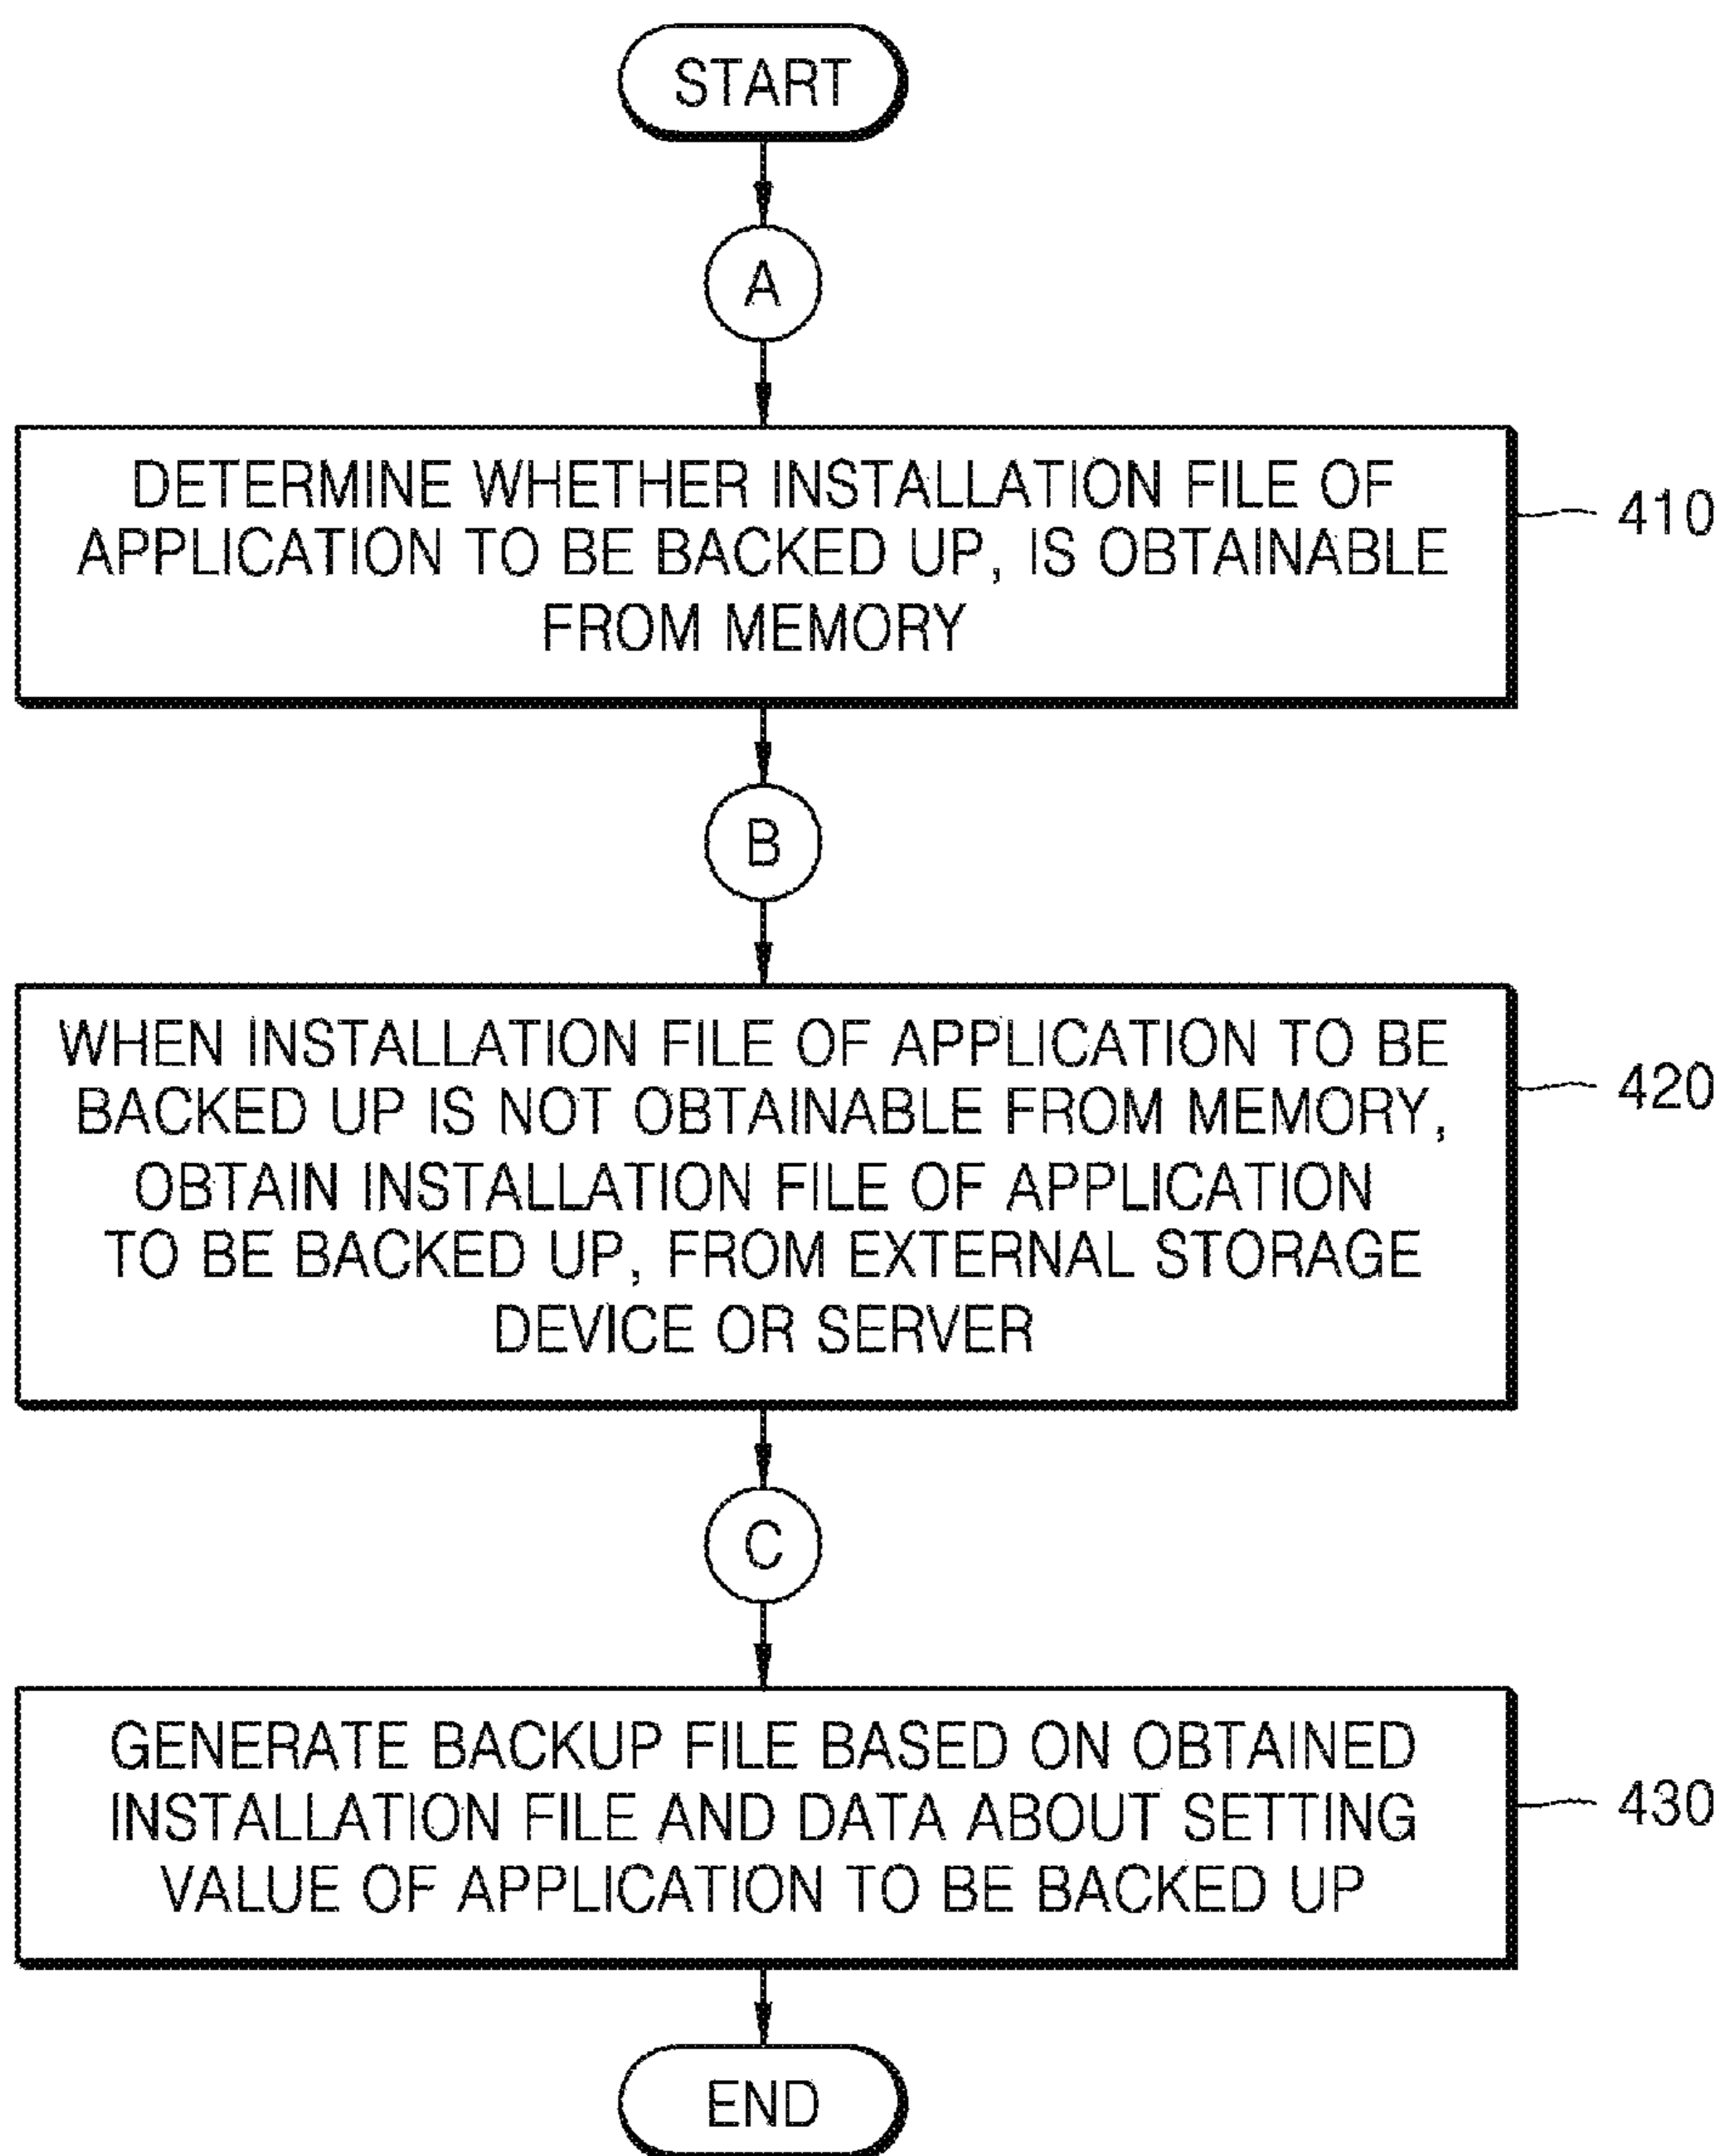 START
A
DETERMINE WHETHER INSTALLATION FILE OF
APPLICATION TO BE BACKED UP, IS OBTAINABLE
FROM MEMORY
410
B
WHEN INSTALLATION FILE OF APPLICATION TO BE
BACKED UP IS NOT OBTAINABLE FROM MEMORY,
OBTAIN INSTALLATION FILE OF APPLICATION
TO BE BACKED UP, FROM EXTERNAL STORAGE
DEVICE OR SERVER
420
C
GENERATE BACKUP FILE BASED ON OBTAINED
INSTALLATION FILE AND DATA ABOUT SETTING
VALUE OF APPLICATION TO BE BACKED UP
430
END